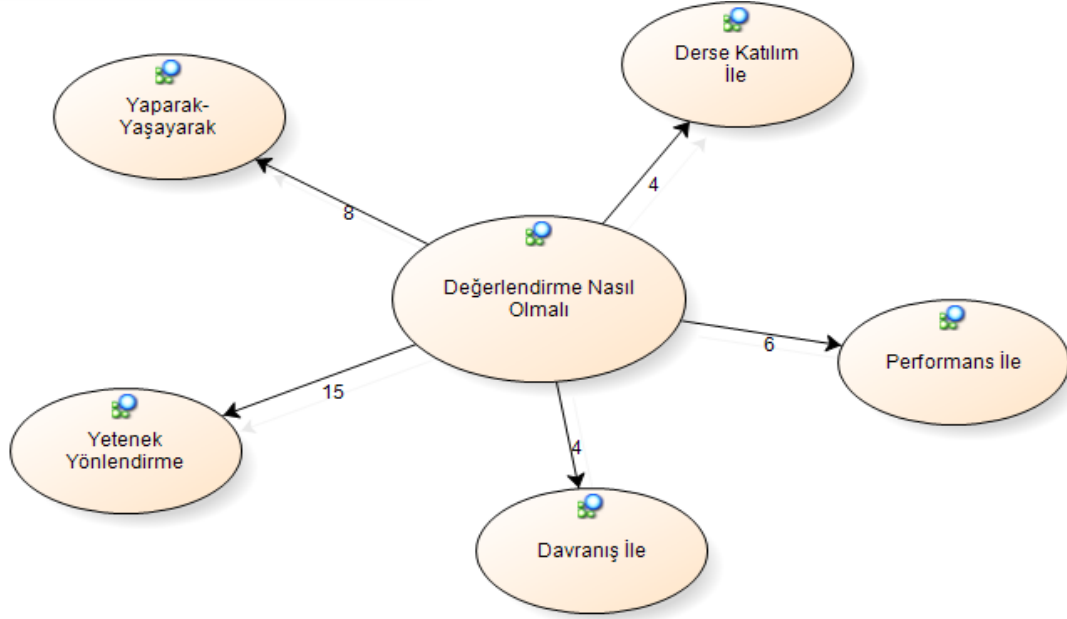 Derse Katılım
İle
Yaparak-
Yaşayarak
4
8
Değerlendirme Nasıl
Olmalı
6
Performans İle
15
Yetenek
Yönlendirme
4
Davranış İle